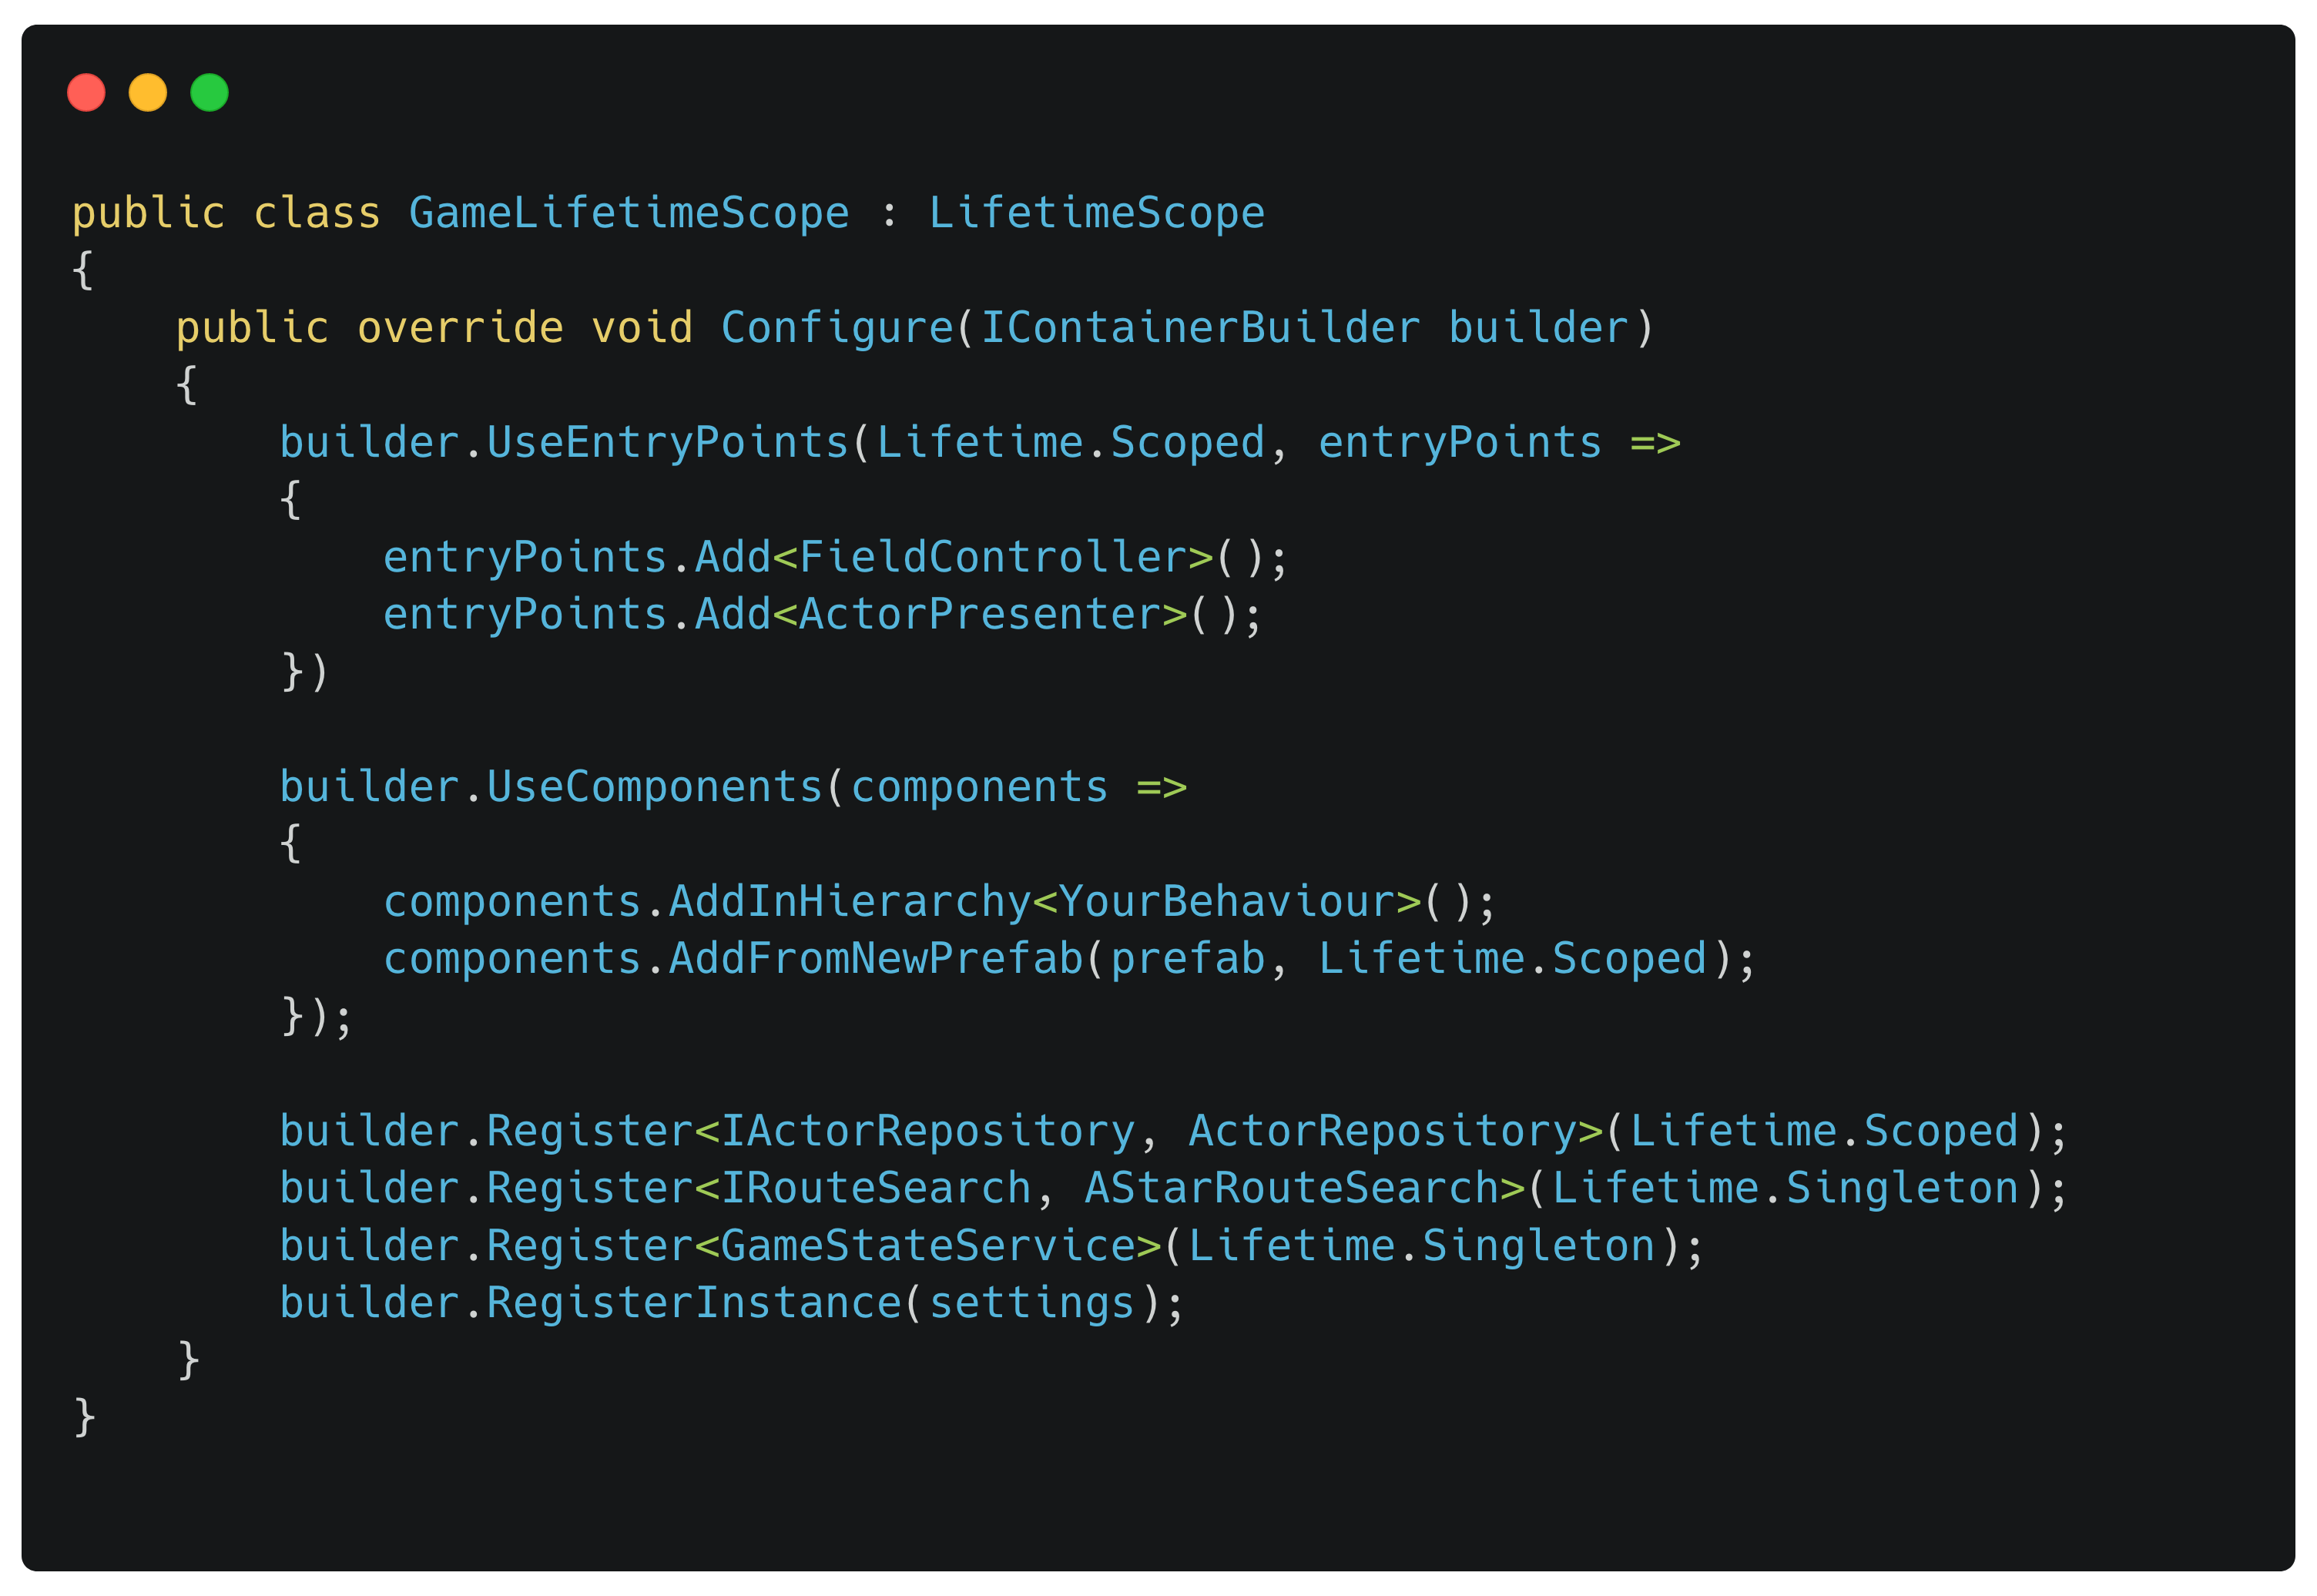 public class GameLifetimeScope : LifetimeScope
{
    public override void Configure(IContainerBuilder builder)
    {
        builder.UseEntryPoints(Lifetime.Scoped, entryPoints =>
        {
            entryPoints.Add<FieldController>();
            entryPoints.Add<ActorPresenter>();
        })

        builder.UseComponents(components =>
        {
            components.AddInHierarchy<YourBehaviour>();
            components.AddFromNewPrefab(prefab, Lifetime.Scoped);
        });

        builder.Register<IActorRepository, ActorRepository>(Lifetime.Scoped);
        builder.Register<IRouteSearch, AStarRouteSearch>(Lifetime.Singleton);
        builder.Register<GameStateService>(Lifetime.Singleton);
        builder.RegisterInstance(settings);
    }
}